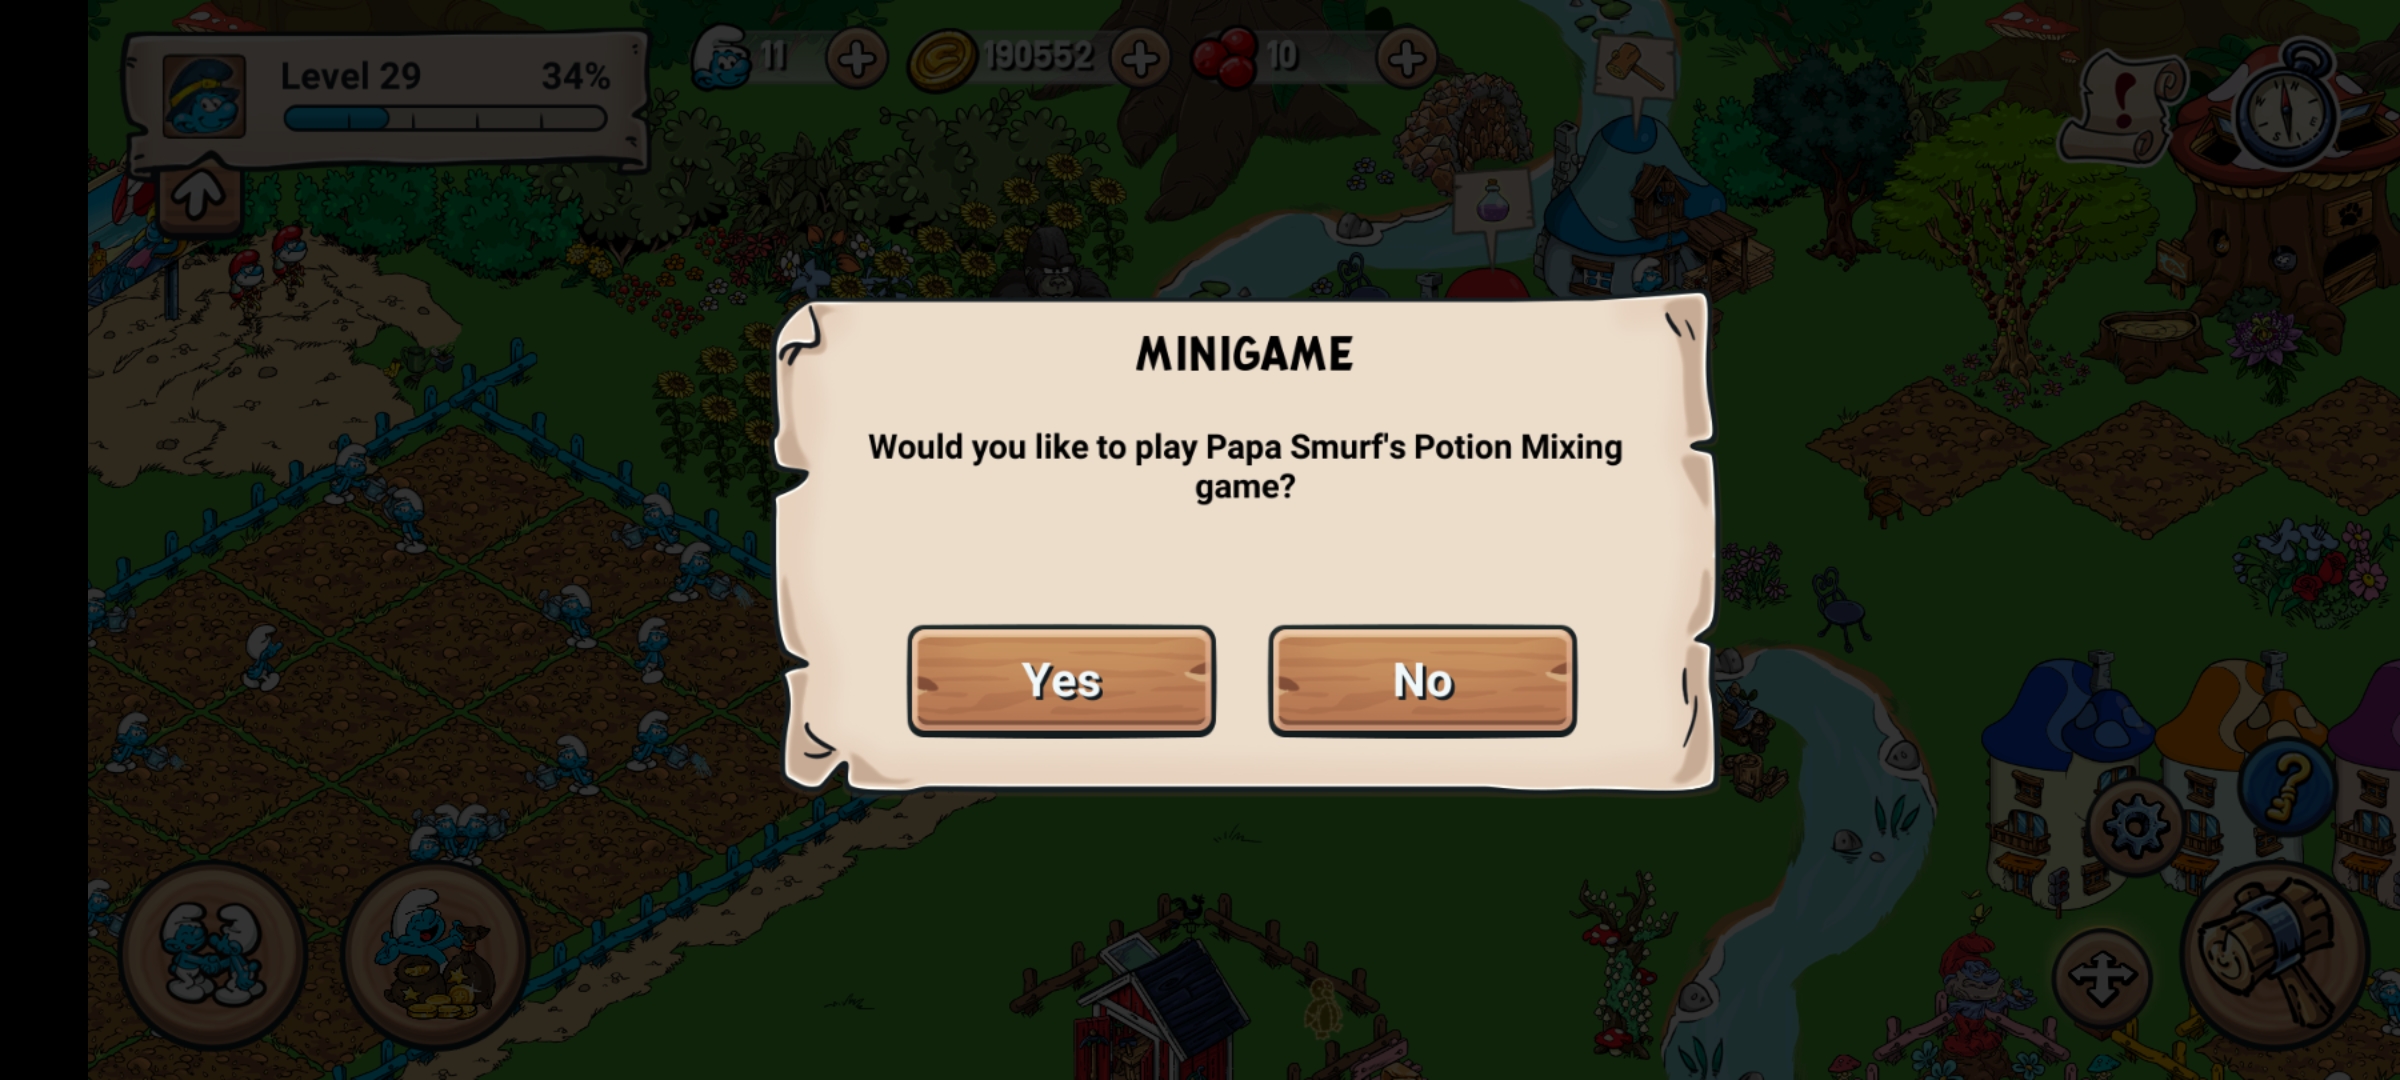 Level 29 34%
11
190552
10
MINIGAME
Would you like to play Papa Smurf's Potion Mixing
game?
Yes
No